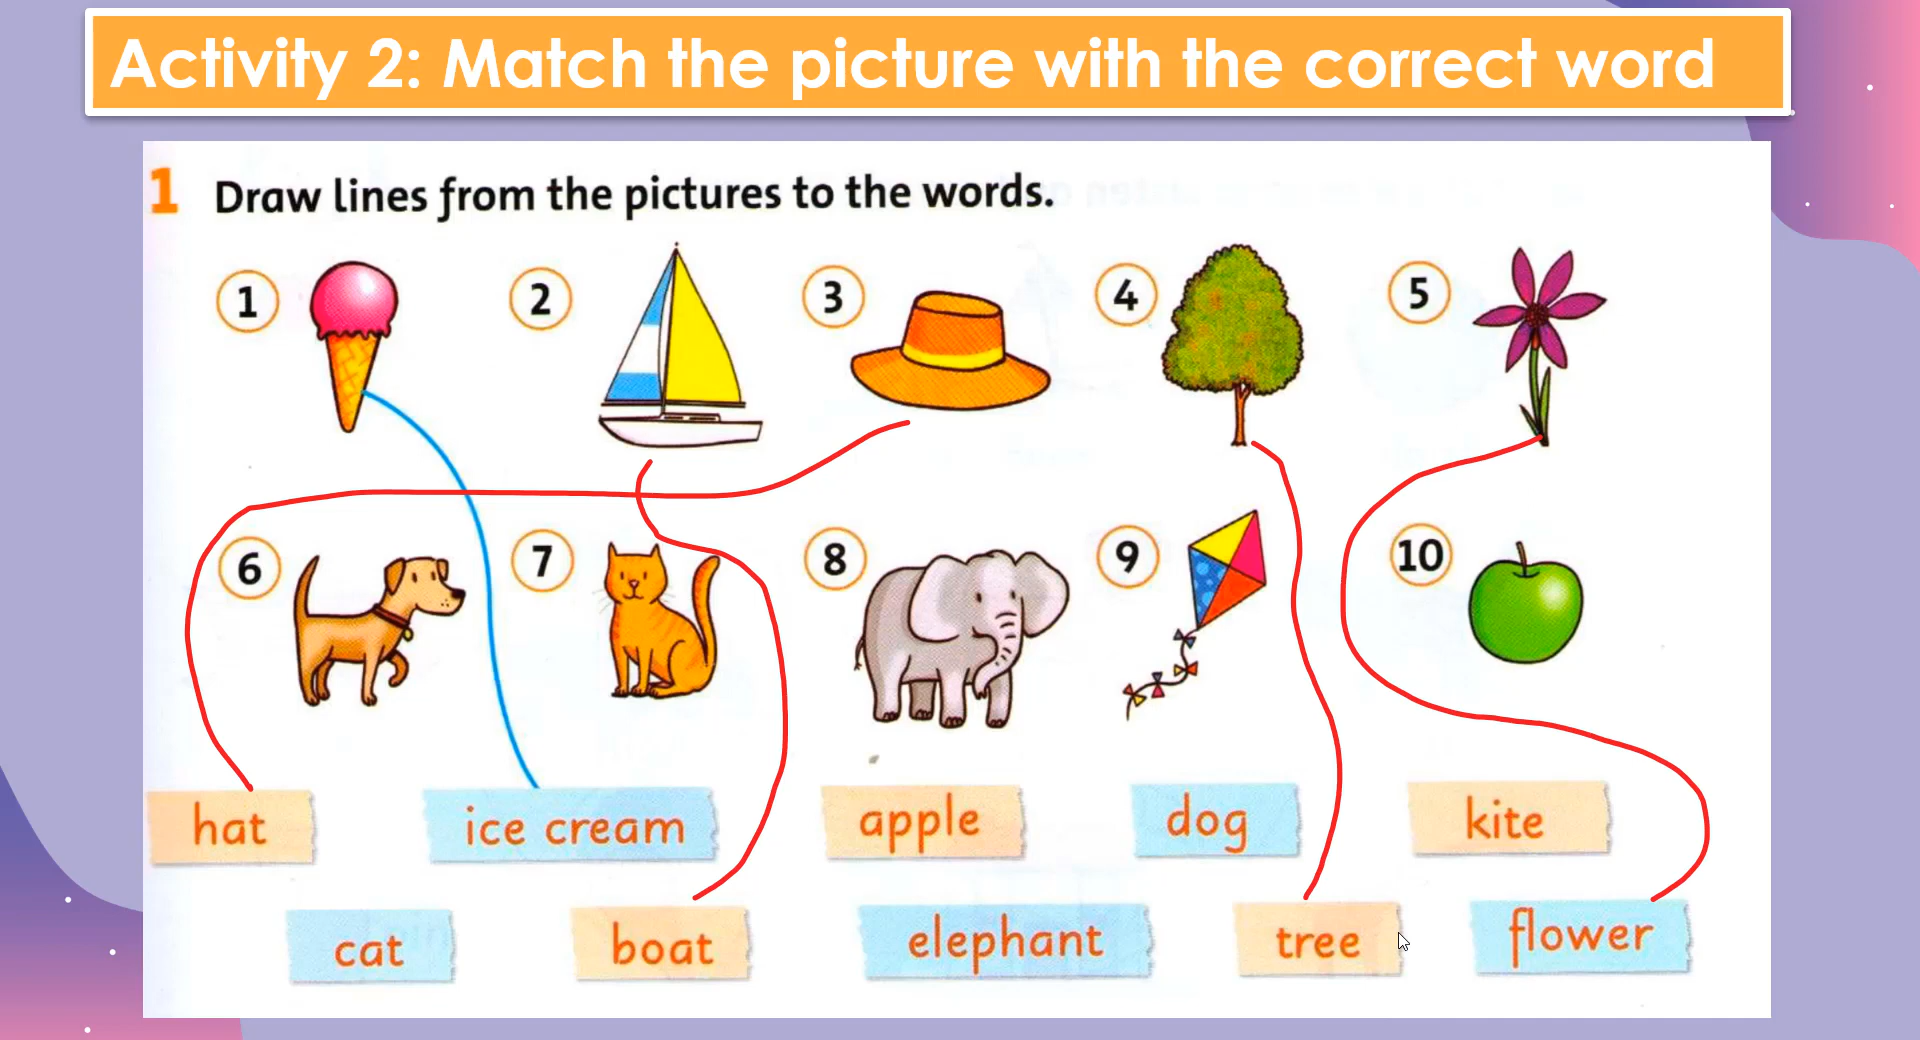 Activity 2: Match the picture with the correct word
1 Draw lines from the pictures to the words.
1 2 3 4 5
6 7 8 9 10
hat ice cream apple dog kite
cat boat elephant tree flower